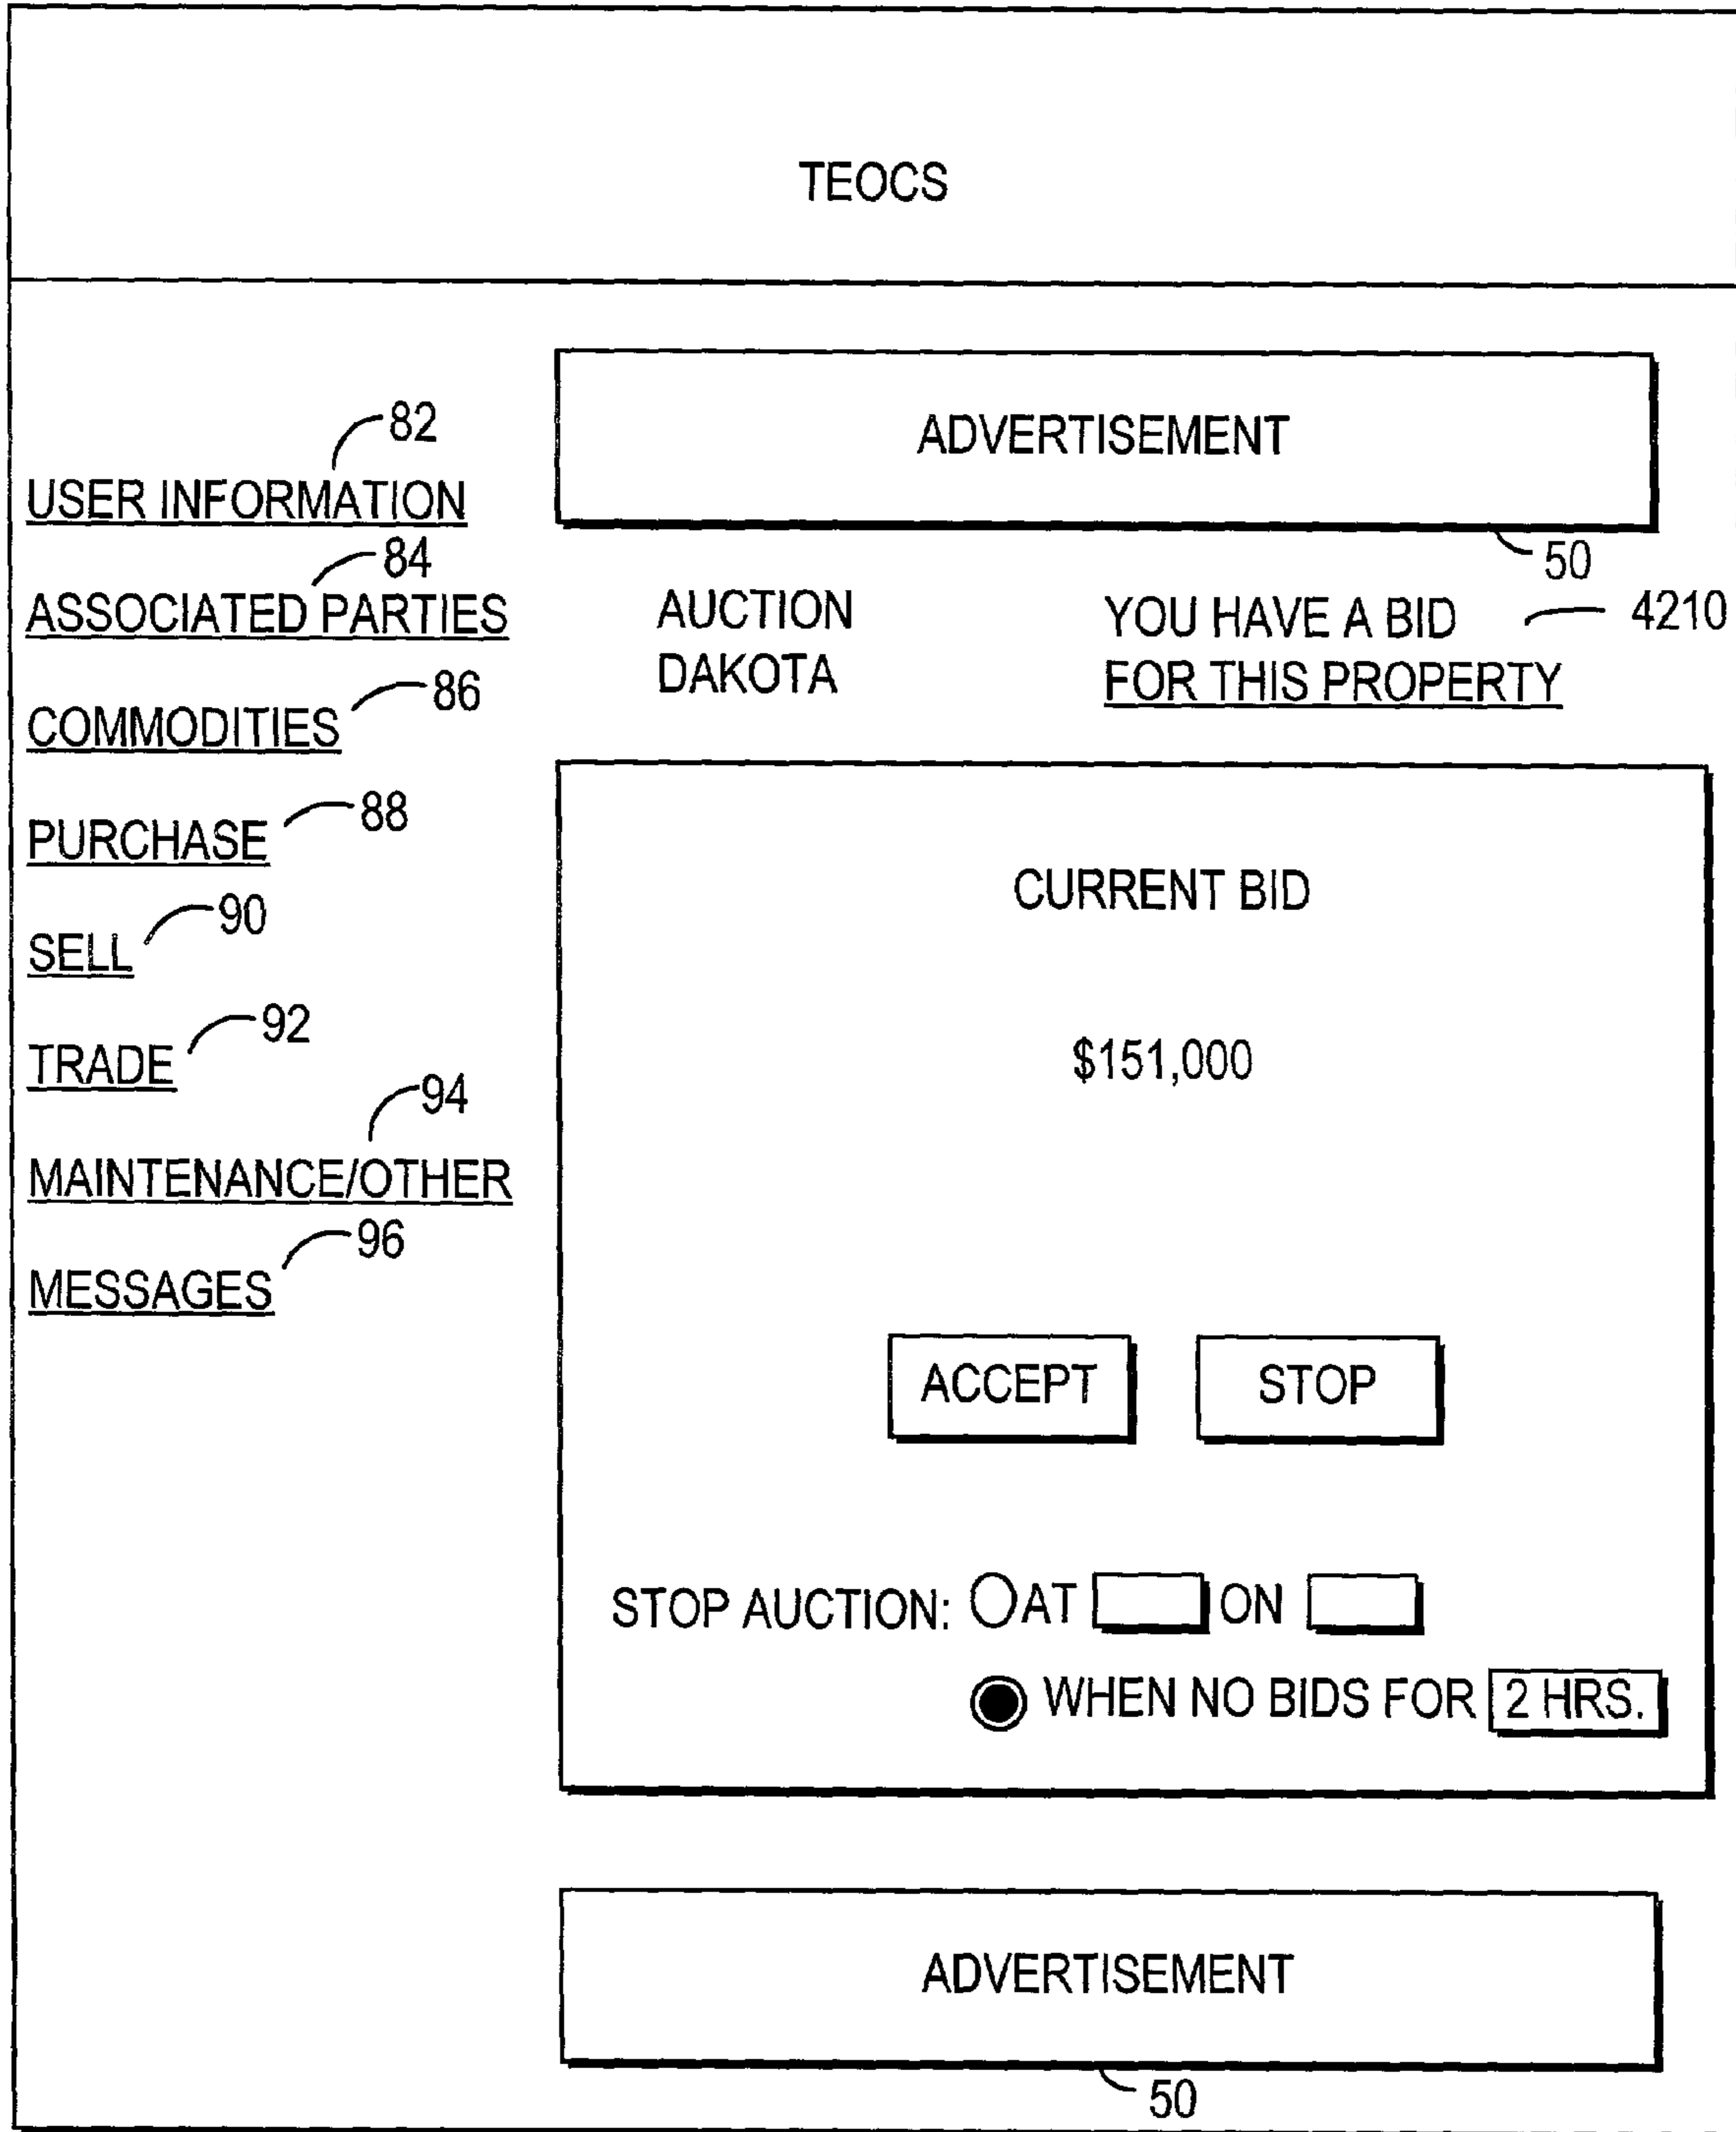 TEOCS
ADVERTISEMENT
50
82
USER INFORMATION
84
ASSOCIATED PARTIES
86
COMMODITIES
88
PURCHASE
90
SELL
92
TRADE
94
MAINTENANCE/OTHER
96
MESSAGES
AUCTION
DAKOTA
YOU HAVE A BID
FOR THIS PROPERTY
4210
CURRENT BID
$151,000
ACCEPT
STOP
STOP AUCTION: AT ON
WHEN NO BIDS FOR 2 HRS.
ADVERTISEMENT
50